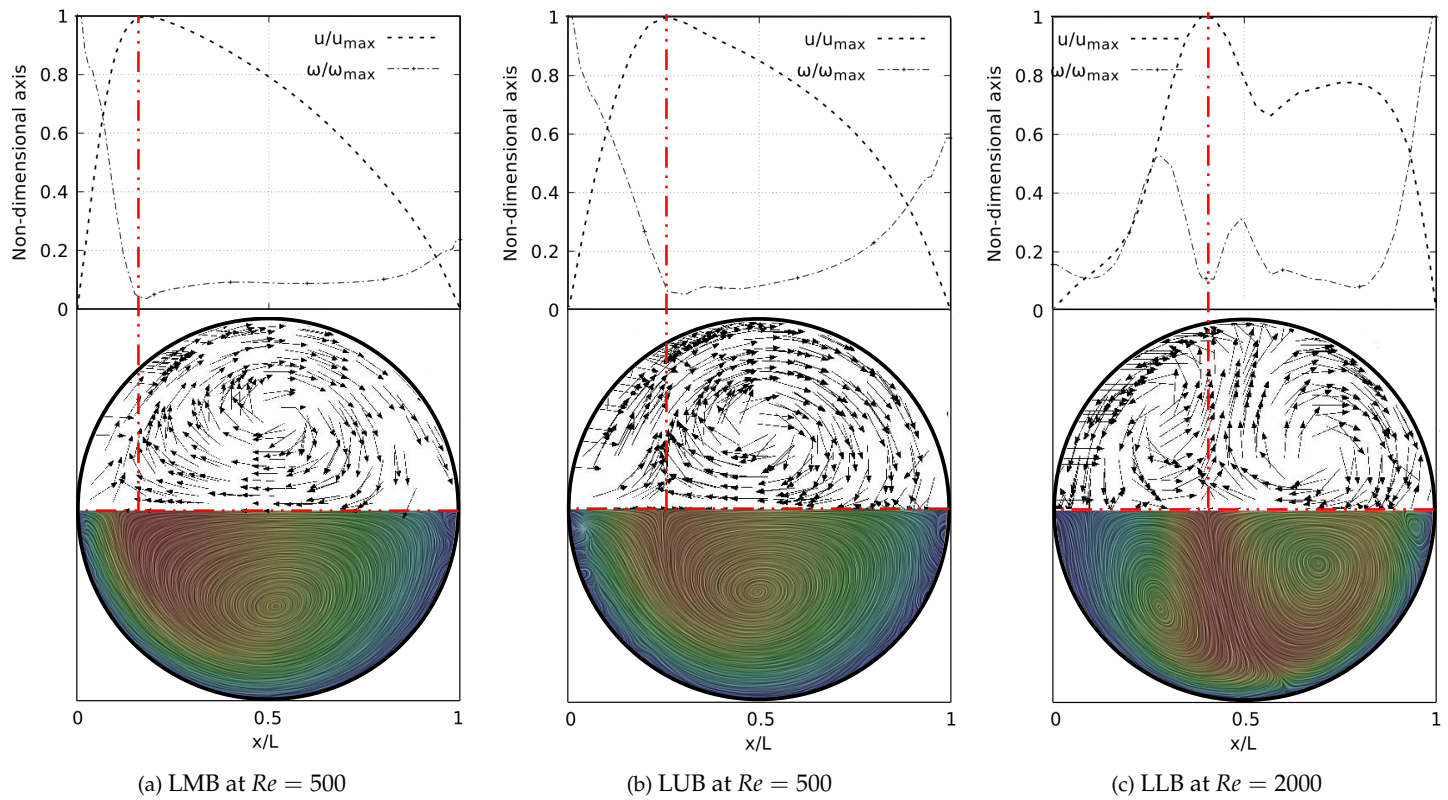 Non-dimensional axis
1
0.8
0.6
0.4
0.2
0
u/u_max
ω/ω_max
0
0.5
1
x/L
(a) LMB at Re = 500
Non-dimensional axis
1
0.8
0.6
0.4
0.2
0
u/u_max
ω/ω_max
0
0.5
1
x/L
(b) LUB at Re = 500
Non-dimensional axis
1
0.8
0.6
0.4
0.2
0
u/u_max
ω/ω_max
0
0.5
1
x/L
(c) LLB at Re = 2000